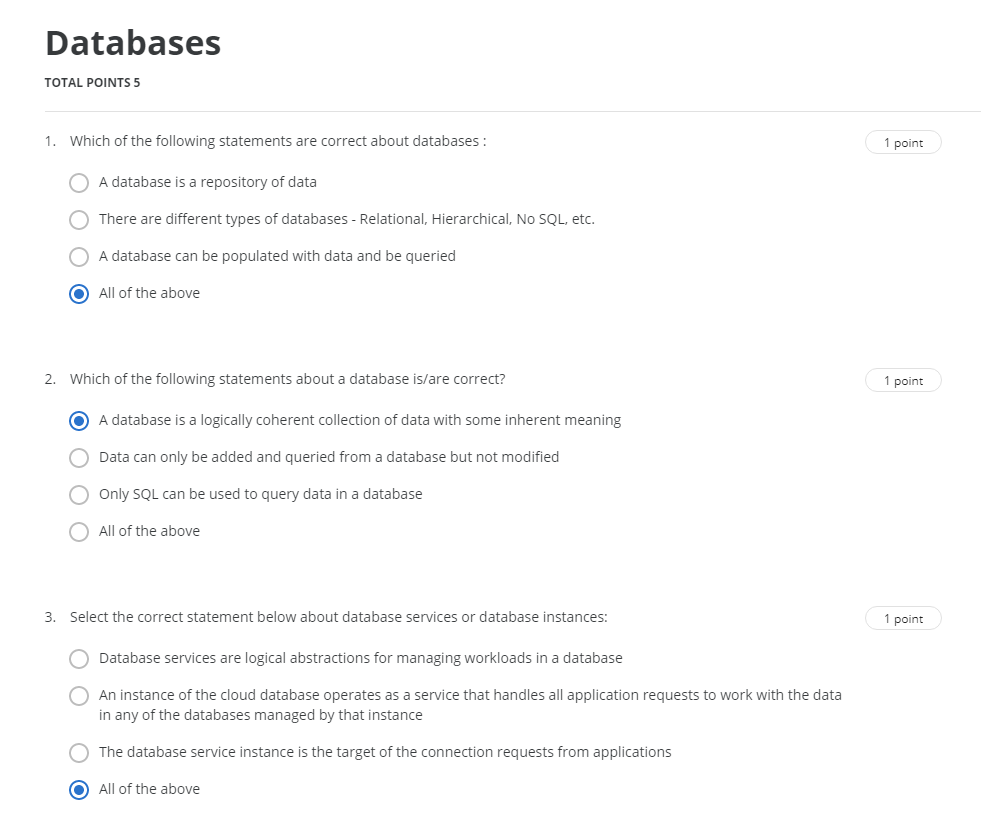 Databases
TOTAL POINTS 5
1. Which of the following statements are correct about databases :
1 point
A database is a repository of data
There are different types of databases - Relational, Hierarchical, No SQL, etc.
A database can be populated with data and be queried
All of the above
2. Which of the following statements about a database is/are correct?
1 point
A database is a logically coherent collection of data with some inherent meaning
Data can only be added and queried from a database but not modified
Only SQL can be used to query data in a database
All of the above
3. Select the correct statement below about database services or database instances:
1 point
Database services are logical abstractions for managing workloads in a database
An instance of the cloud database operates as a service that handles all application requests to work with the data
in any of the databases managed by that instance
The database service instance is the target of the connection requests from applications
All of the above